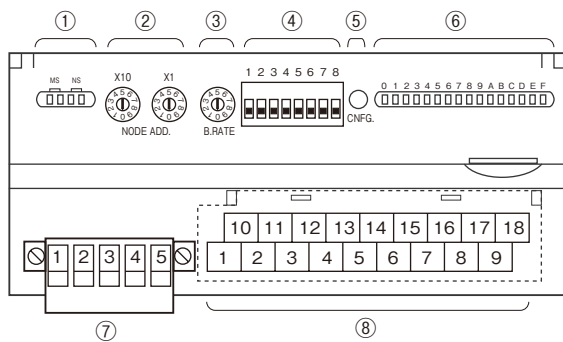 ① ② ③ ④ ⑤ ⑥
MS NS
X10 X1
1 2 3 4 5 6 7 8
0 1 2 3 4 5 6 7 8 9 A B C D E F
NODE ADD.
B.RATE
CNFG.
10 11 12 13 14 15 16 17 18
1 2 3 4 5
1 2 3 4 5 6 7 8 9
⑦ ⑧